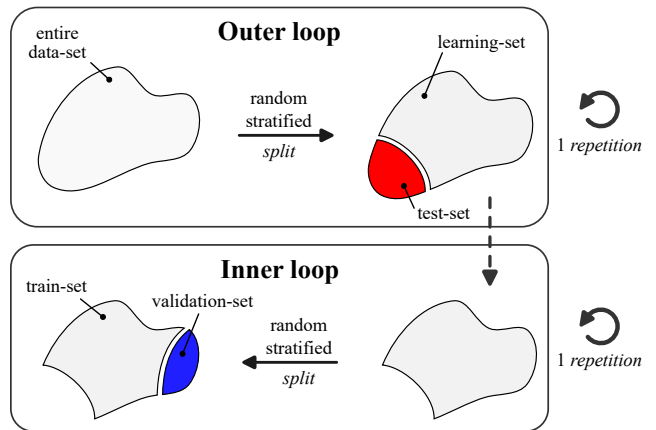 Outer loop
entire
data-set
learning-set
random
stratified
split
1 repetition
test-set
Inner loop
train-set
validation-set
random
stratified
split
1 repetition